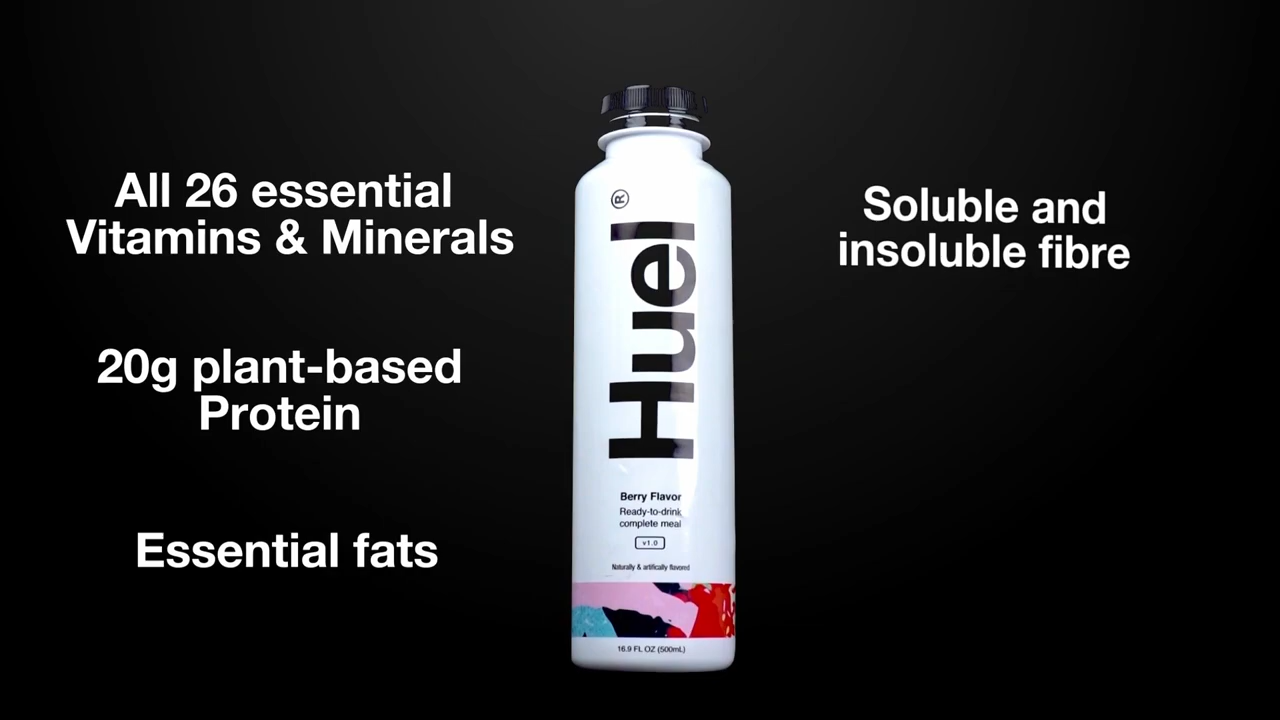 All 26 essential
Vitamins & Minerals
20g plant-based
Protein
Essential fats
Huel®
Berry Flavor
Ready-to-drink
complete meal
v1.0
Naturally & artificially flavored
16.9 FL OZ (500mL)
Soluble and
insoluble fibre